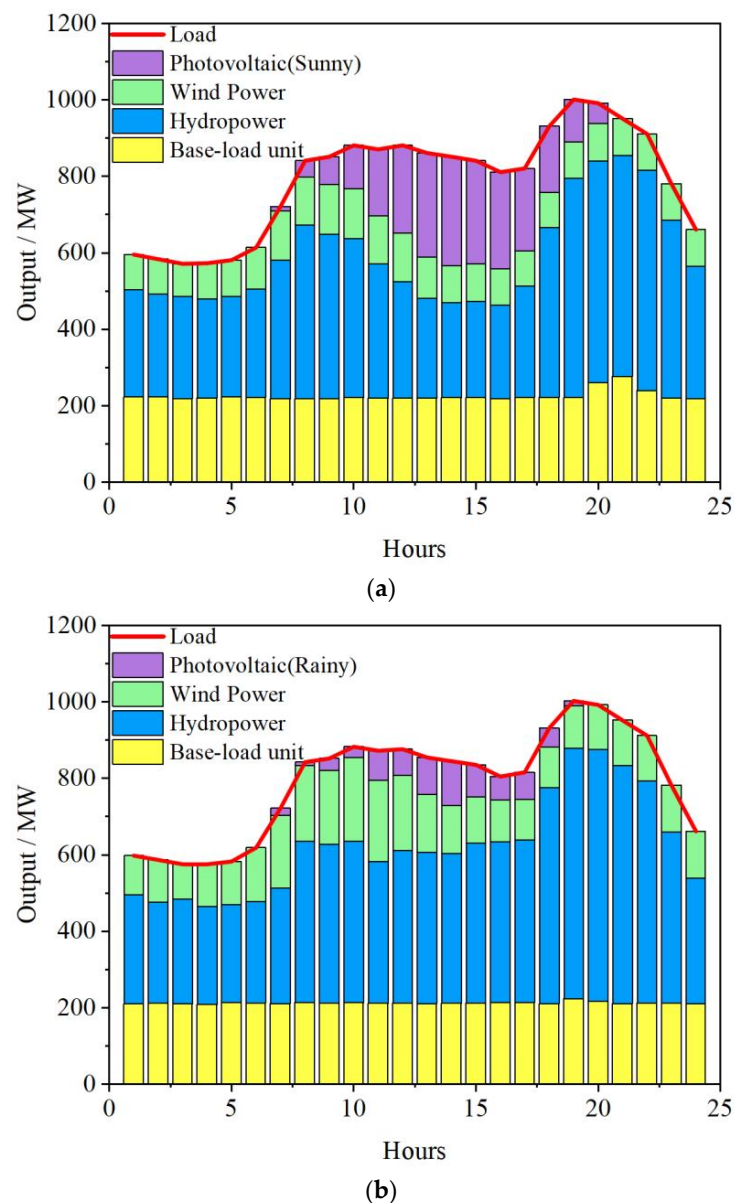 1200
Load
Photovoltaic(Sunny)
1000
Wind Power
Hydropower
Base-load unit
800
600
400
200
0
Output / MW
0 5 10 15 20 25
Hours
(a)
1200
Load
Photovoltaic(Rainy)
1000
Wind Power
Hydropower
Base-load unit
800
600
400
200
0
Output / MW
0 5 10 15 20 25
Hours
(b)